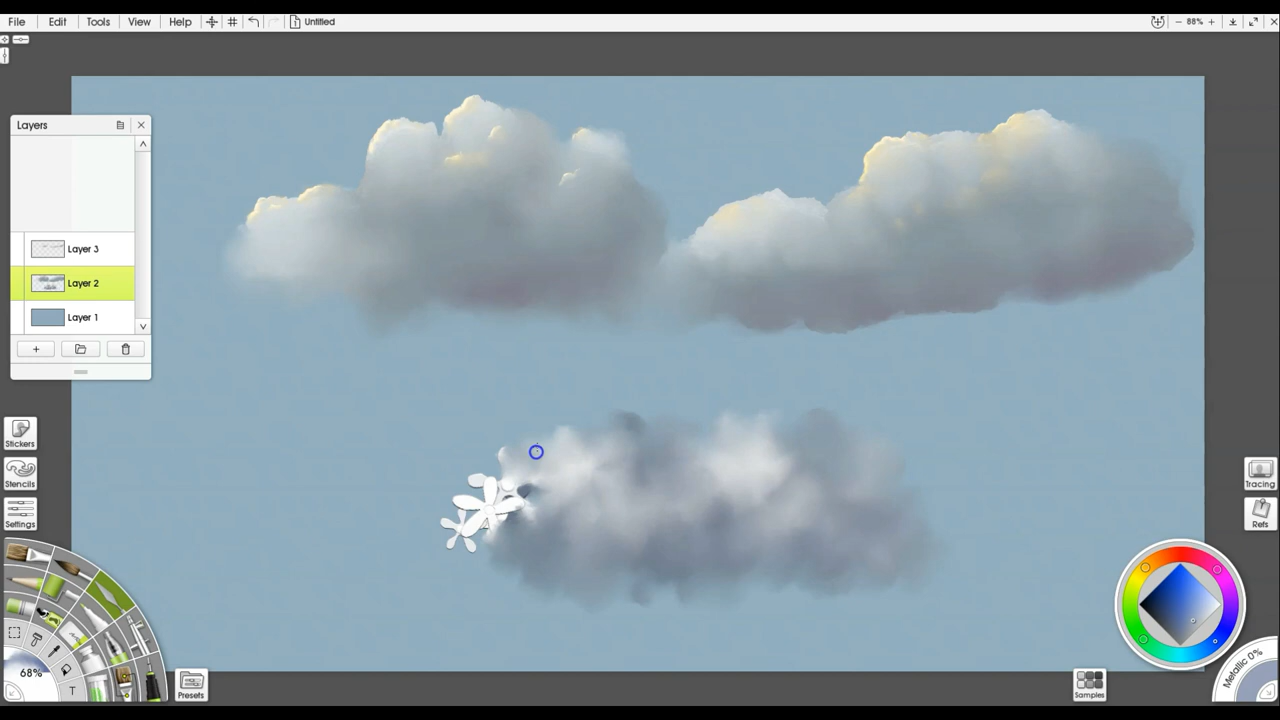 File Edit Tools View Help Untitled 88%
Layers
Layer 3
Layer 2
Layer 1
Stickers
Stencils
Settings
Tracing
Refs
68%
T
Presets
Samples
Metallic 0%